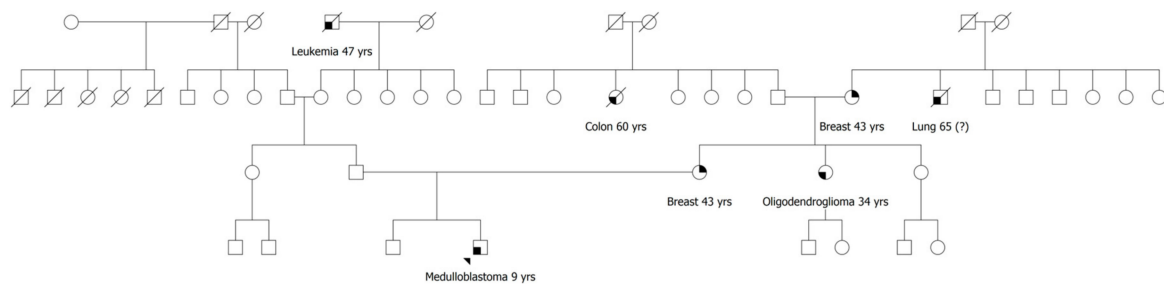 Leukemia 47 yrs
Colon 60 yrs
Breast 43 yrs
Lung 65 (?)
Breast 43 yrs
Oligodendroglioma 34 yrs
Medulloblastoma 9 yrs